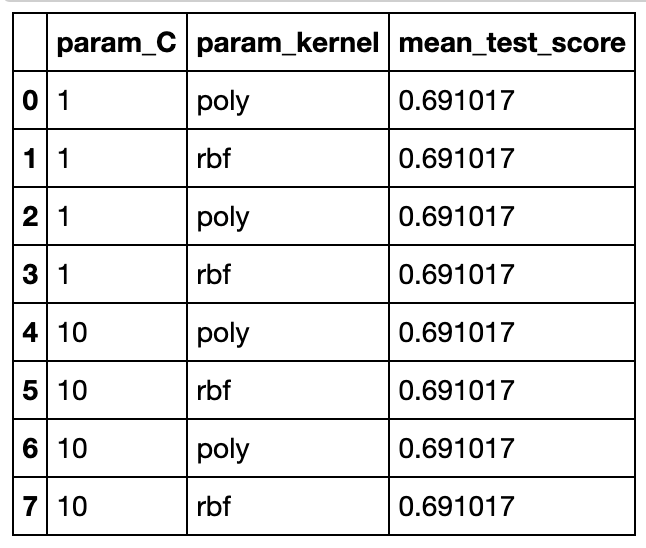 param_C param_kernel mean_test_score
0 1 poly 0.691017
1 1 rbf 0.691017
2 1 poly 0.691017
3 1 rbf 0.691017
4 10 poly 0.691017
5 10 rbf 0.691017
6 10 poly 0.691017
7 10 rbf 0.691017